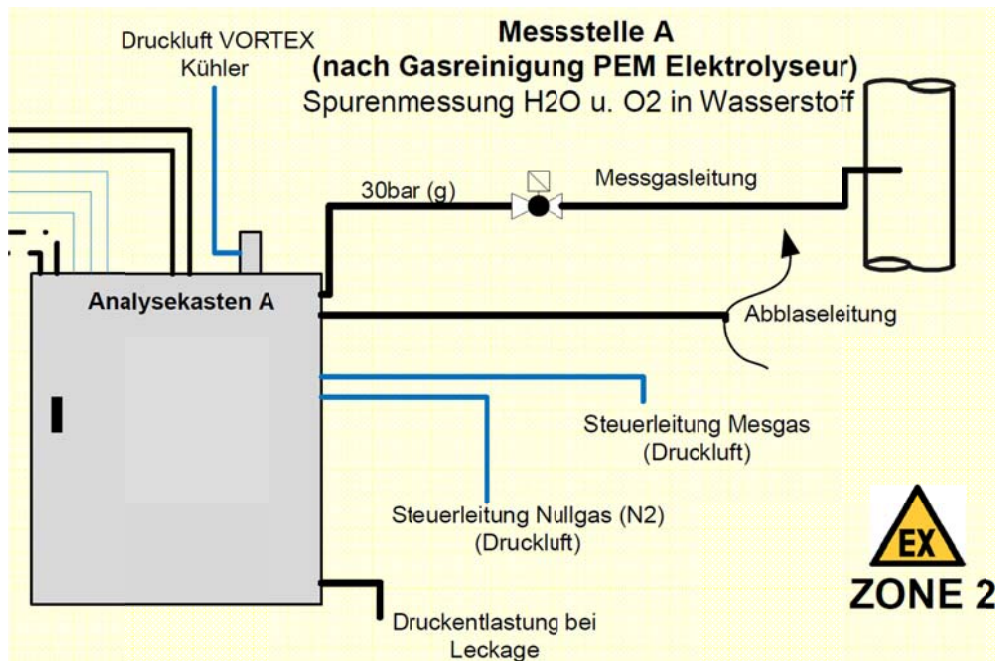 Messstelle A
(nach Gasreinigung PEM Elektrolyseur)
Spurenmessung H2O u. O2 in Wasserstoff
Druckluft VORTEX
Kühler
30bar (g)
Messgasleitung
Analysekasten A
Abblaseleitung
Steuerleitung Mesgas
(Druckluft)
Steuerleitung Nullgas (N2)
(Druckluft)
Druckentlastung bei
Leckage
EX
ZONE 2